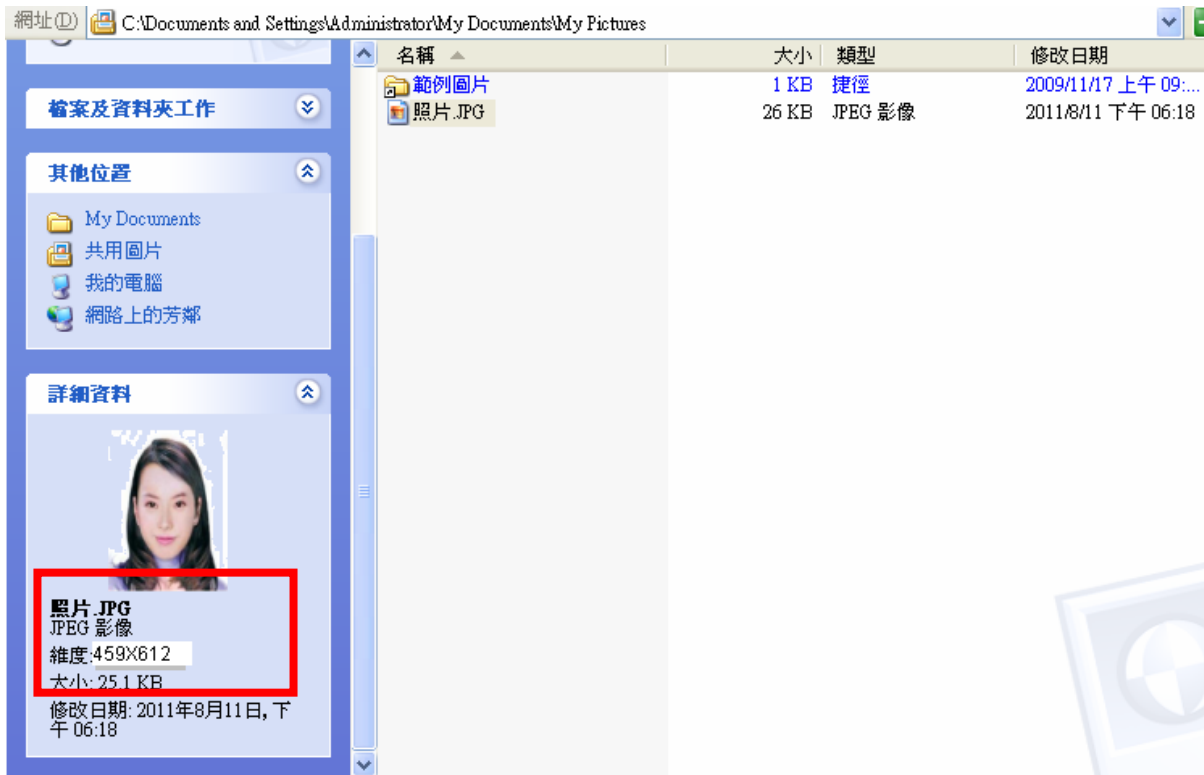 網址(D) C:\Documents and Settings\Administrator\My Documents\My Pictures
名稱 大小 類型 修改日期
範例圖片 1 KB 捷徑 2009/11/17 上午 09:...
照片.JPG 26 KB JPEG 影像 2011/8/11 下午 06:18
檔案及資料夾工作
其他位置
My Documents
共用圖片
我的電腦
網路上的芳鄰
詳細資料
照片.JPG
JPEG 影像
維度:459X612
大小: 25.1 KB
修改日期: 2011年8月11日, 下
午 06:18